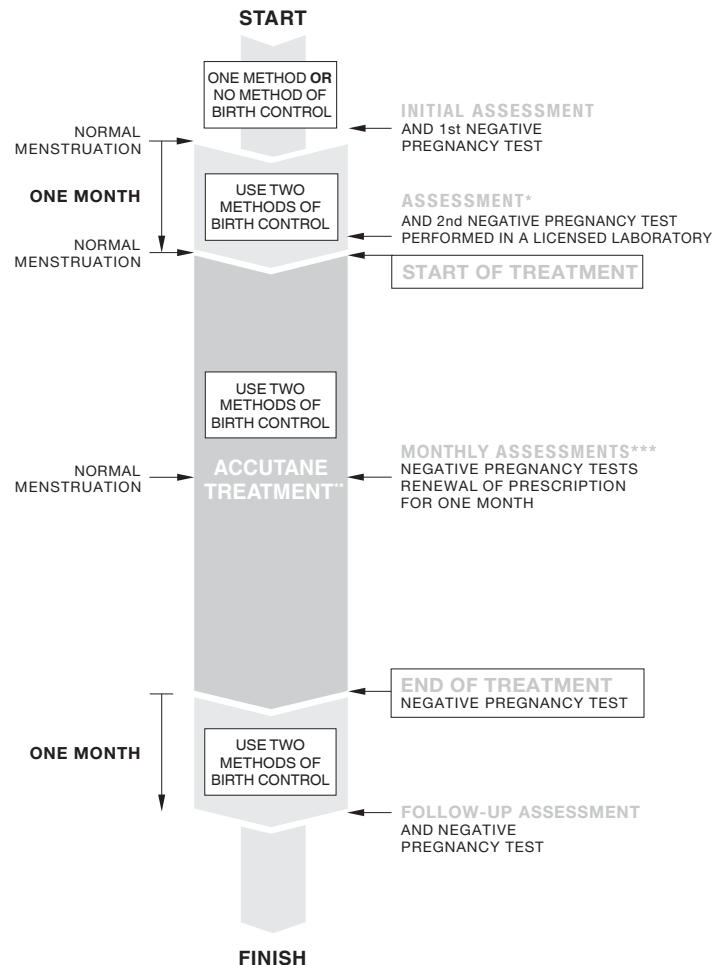 START
ONE METHOD OR
NO METHOD OF
BIRTH CONTROL
INITIAL ASSESSMENT
AND 1st NEGATIVE
PREGNANCY TEST
NORMAL
MENSTRUATION
ONE MONTH
USE TWO
METHODS OF
BIRTH CONTROL
ASSESSMENT*
AND 2nd NEGATIVE PREGNANCY TEST
PERFORMED IN A LICENSED LABORATORY
NORMAL
MENSTRUATION
START OF TREATMENT
USE TWO
METHODS OF
BIRTH CONTROL
NORMAL
MENSTRUATION
ACCUTANE
TREATMENT**
MONTHLY ASSESSMENTS***
NEGATIVE PREGNANCY TESTS
RENEWAL OF PRESCRIPTION
FOR ONE MONTH
END OF TREATMENT
NEGATIVE PREGNANCY TEST
ONE MONTH
USE TWO
METHODS OF
BIRTH CONTROL
FOLLOW-UP ASSESSMENT
AND NEGATIVE
PREGNANCY TEST
FINISH